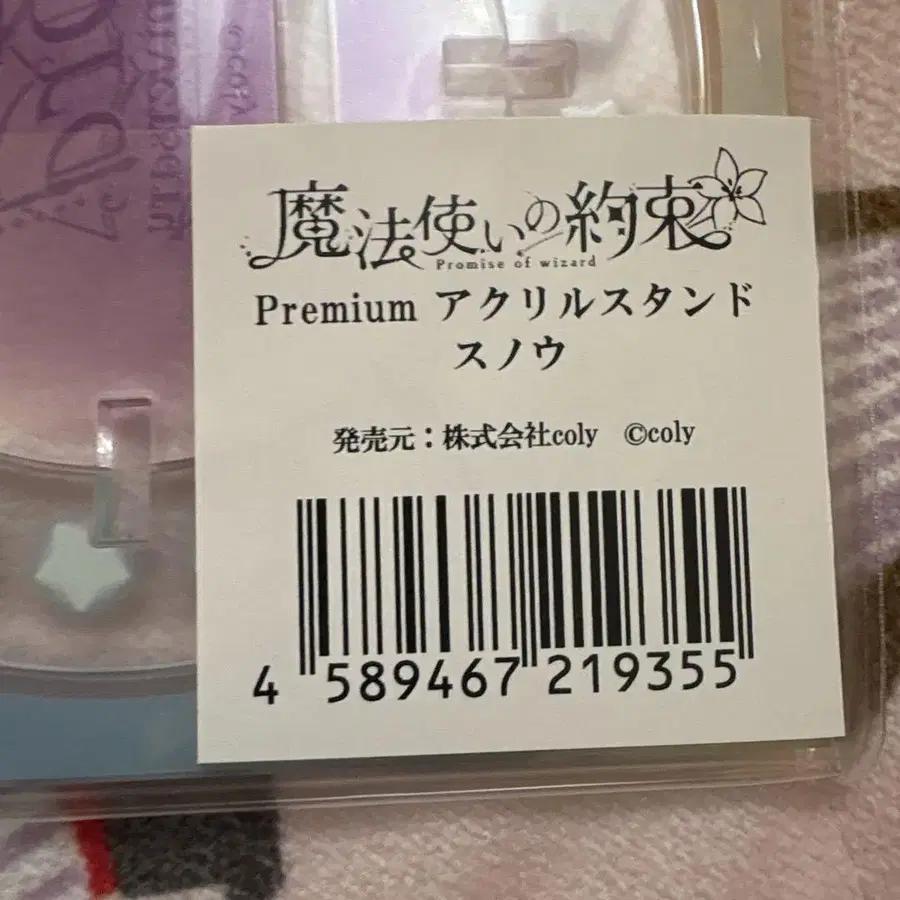 魔法使いの約束
Promise of wizard
Premium アクリルスタンド
スノウ
発売元：株式会社coly ©coly
4 589467 219355